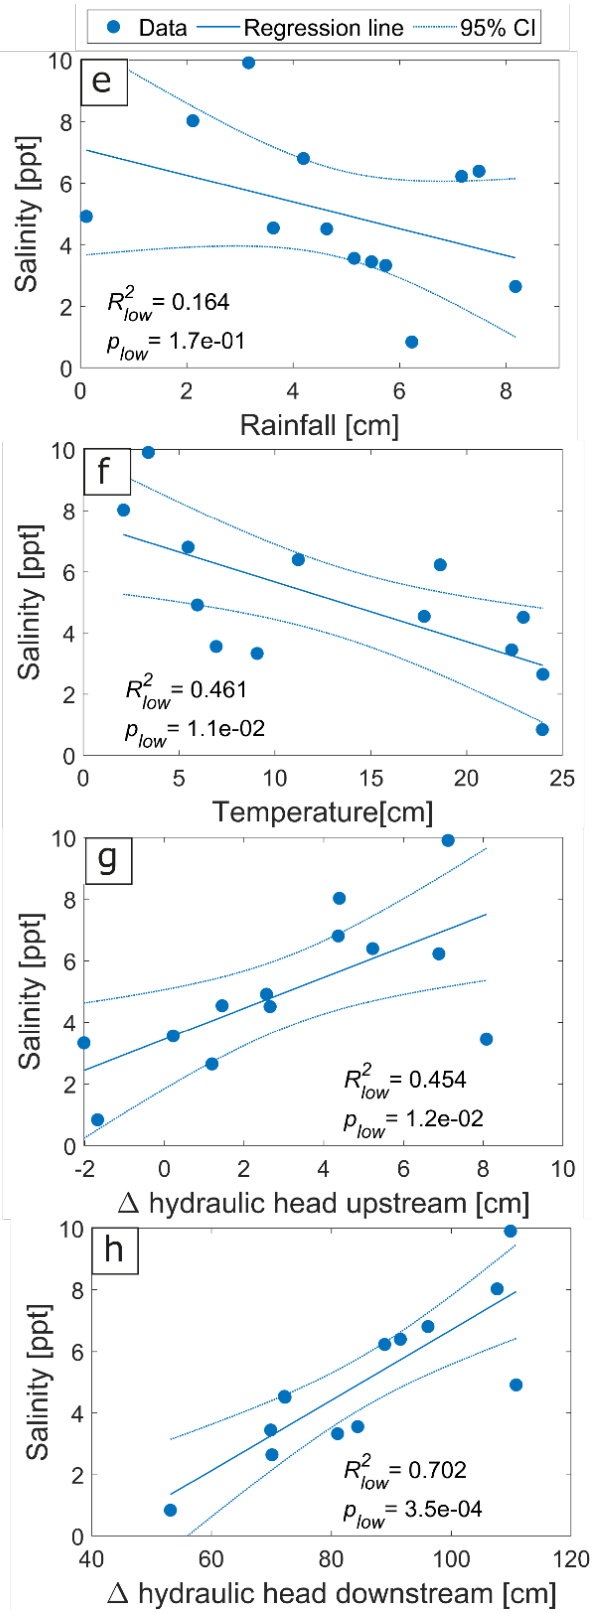 Data Regression line 95% CI
e
10
8
6
4
2
0
Salinity [ppt]
R²low= 0.164
plow= 1.7e-01
0 2 4 6 8
Rainfall [cm]
f
10
8
6
4
2
0
Salinity [ppt]
R²low= 0.461
plow= 1.1e-02
0 5 10 15 20 25
Temperature[cm]
g
10
8
6
4
2
0
Salinity [ppt]
R²low= 0.454
plow= 1.2e-02
-2 0 2 4 6 8 10
Δ hydraulic head upstream [cm]
h
10
8
6
4
2
0
Salinity [ppt]
R²low= 0.702
plow= 3.5e-04
40 60 80 100 120
Δ hydraulic head downstream [cm]